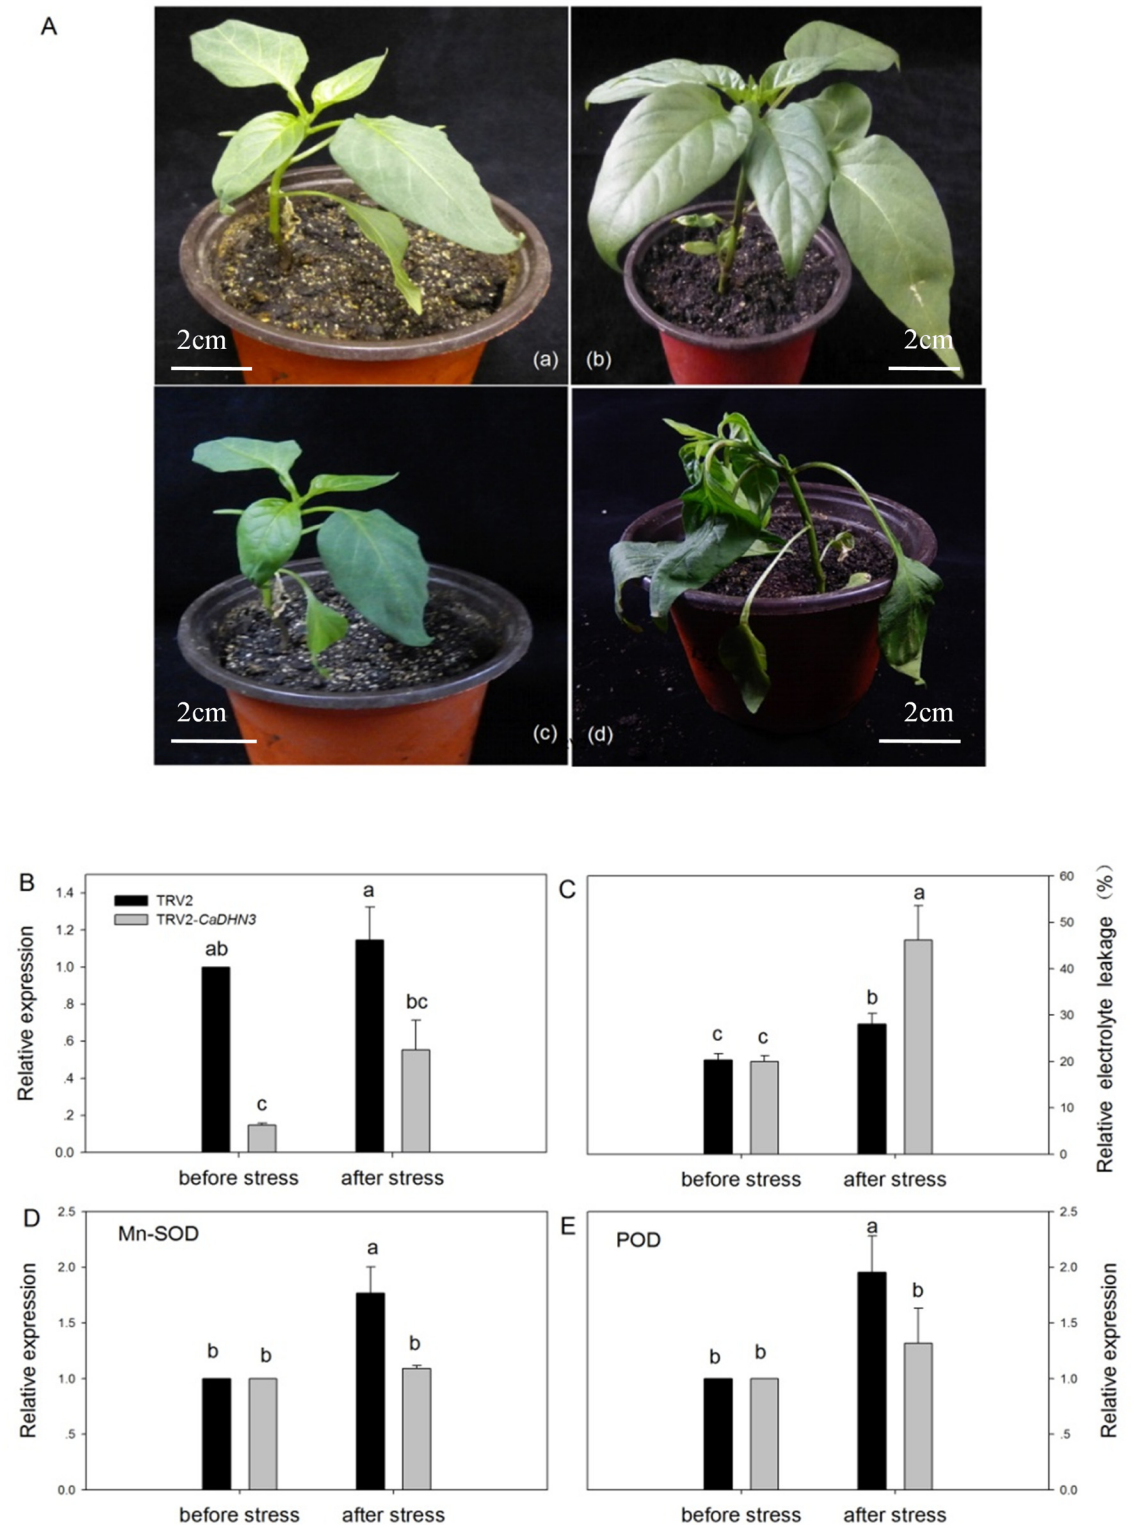 A
2cm
(a)
(b)
2cm
2cm
(c)
(d)
2cm
B
Relative expression
1.4
1.2
1.0
.8
.6
.4
.2
0.0
TRV2
TRV2-CaDHN3
ab
c
a
bc
before stress
after stress
C
c
c
b
a
60
50
40
30
20
10
0
Relative electrolyte leakage (%)
before stress
after stress
D
Mn-SOD
Relative expression
2.5
2.0
1.5
1.0
.5
0.0
b
b
a
b
before stress
after stress
E
POD
b
b
a
b
2.5
2.0
1.5
1.0
.5
0.0
Relative expression
before stress
after stress